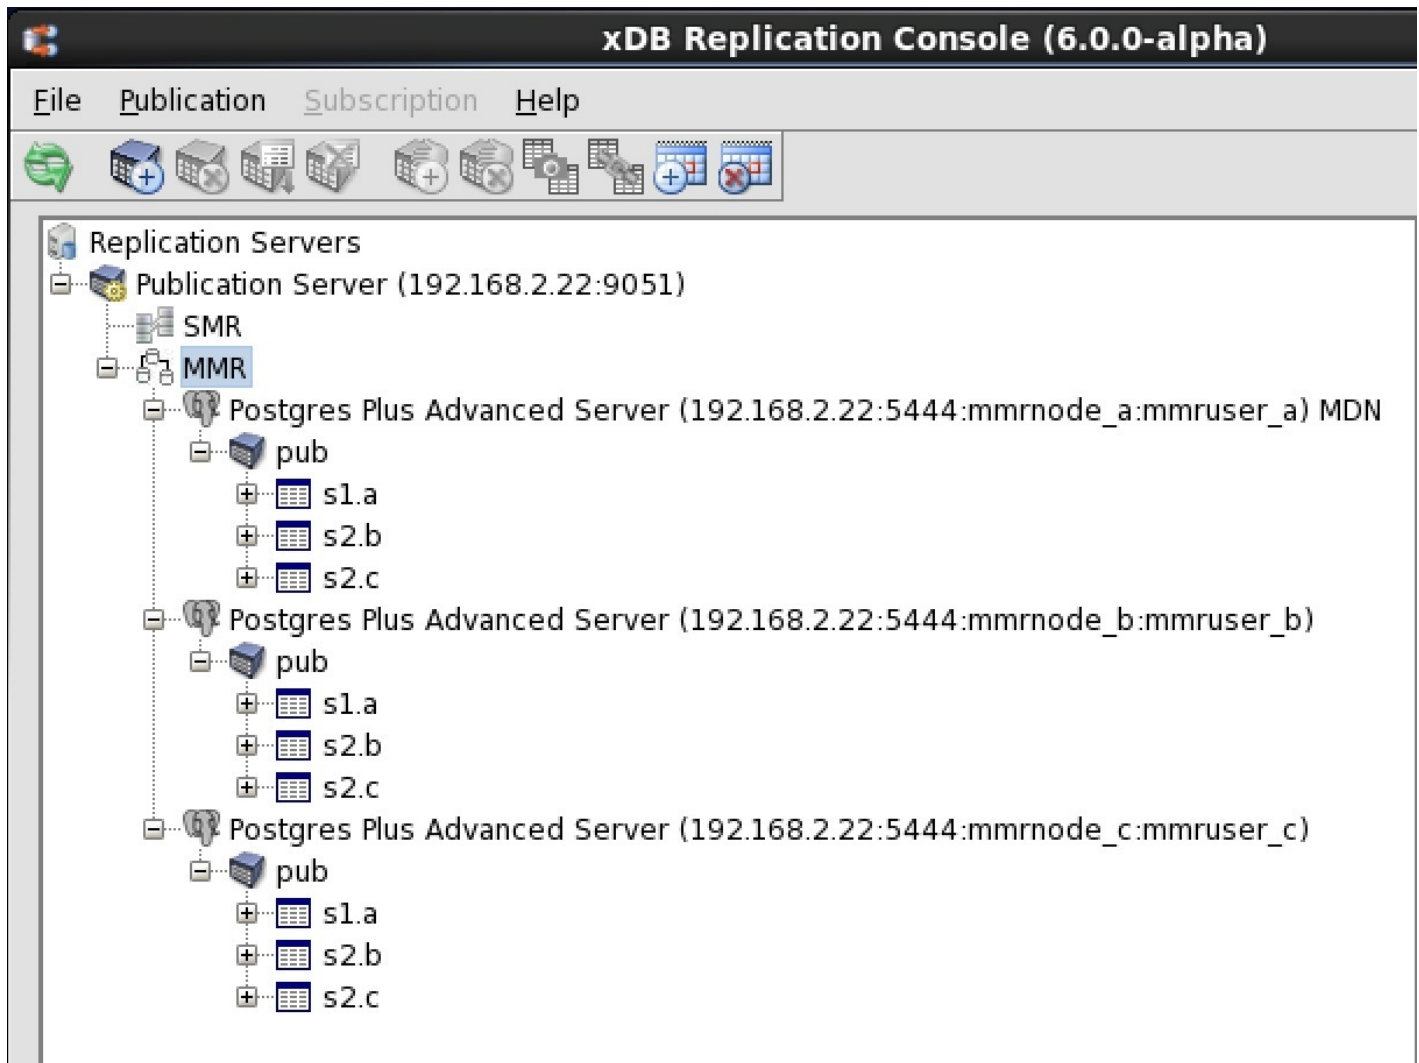 xDB Replication Console (6.0.0-alpha)
File Publication Subscription Help
Replication Servers
Publication Server (192.168.2.22:9051)
SMR
MMR
Postgres Plus Advanced Server (192.168.2.22:5444:mmrnode_a:mmruser_a) MDN
pub
s1.a
s2.b
s2.c
Postgres Plus Advanced Server (192.168.2.22:5444:mmrnode_b:mmruser_b)
pub
s1.a
s2.b
s2.c
Postgres Plus Advanced Server (192.168.2.22:5444:mmrnode_c:mmruser_c)
pub
s1.a
s2.b
s2.c